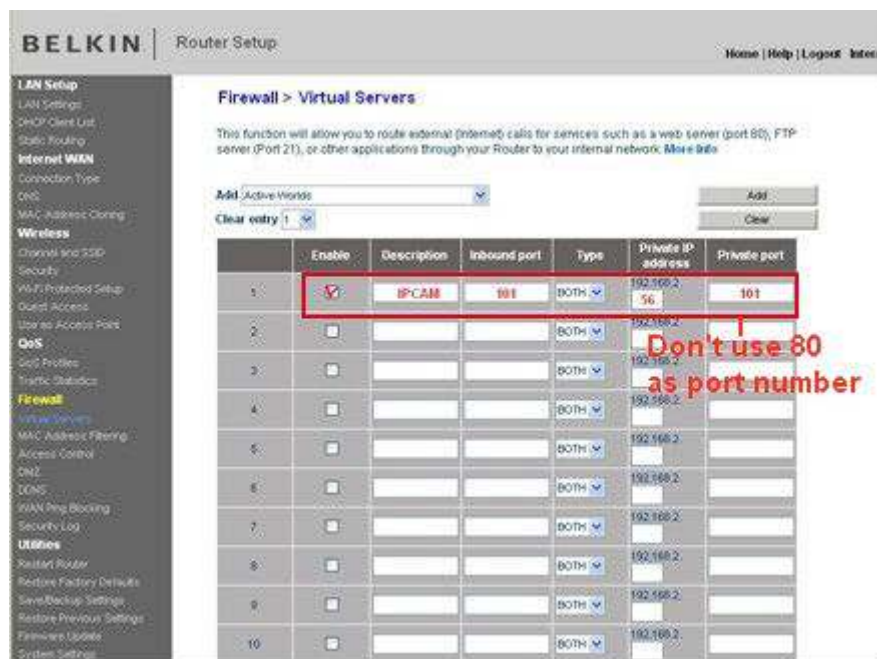 BELKIN Router Setup
Home | Help | Logout
LAN Setup
LAN Settings
DHCP Client List
Static Routing
Internet WAN
Connection Type
DNS
MAC Address Cloning
Wireless
Channel and SSID
Security
Wi-Fi Protected Setup
Guest Access
Use as Access Point
QoS
QoS Profiles
Traffic Statistics
Firewall
Virtual Servers
MAC Address Filtering
Access Control
DMZ
DDNS
WAN Ping Blocking
Security Log
Utilities
Restart Router
Restore Factory Defaults
Save/Backup Settings
Restore Previous Settings
Firmware Update
System Settings
Firewall > Virtual Servers
This function will allow you to route external (Internet) calls for services such as a web server (port 80), FTP
server (Port 21), or other applications through your Router to your internal network. More Info
Add Active Worlds Add
Clear entry 1 Clear
Enable Description Inbound port Type Private IP address Private port
1 IPCAM 101 BOTH 192.168.2. 56 101
2 BOTH 192.168.2.
Don't use 80
as port number
3 BOTH 192.168.2.
4 BOTH 192.168.2.
5 BOTH 192.168.2.
6 BOTH 192.168.2.
7 BOTH 192.168.2.
8 BOTH 192.168.2.
9 BOTH 192.168.2.
10 BOTH 192.168.2.